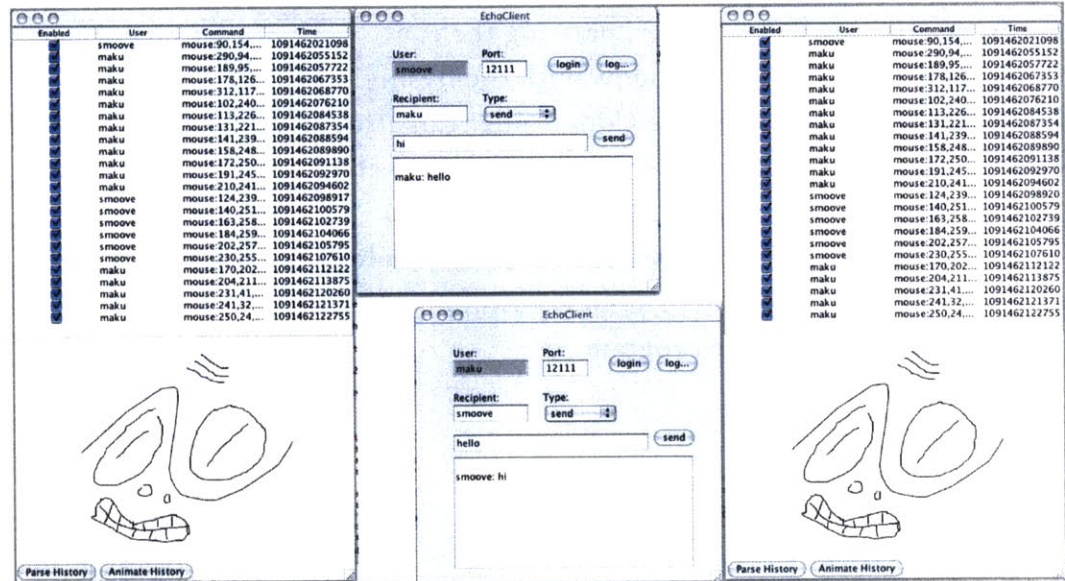 Enabled User Command Time
smoove mouse:90,154,... 1091462021098
maku mouse:290,94,... 1091462055152
maku mouse:189,95,... 1091462057722
maku mouse:178,126... 1091462067353
maku mouse:312,117... 1091462068770
maku mouse:102,240... 1091462076210
maku mouse:113,226... 1091462084538
maku mouse:131,221... 1091462087354
maku mouse:141,239... 1091462088594
maku mouse:158,248... 1091462089890
maku mouse:172,250... 1091462091138
maku mouse:191,245... 1091462092970
maku mouse:210,241... 1091462094602
smoove mouse:124,239... 1091462098917
smoove mouse:140,251... 1091462100579
smoove mouse:163,258... 1091462102739
smoove mouse:184,259... 1091462104066
smoove mouse:202,257... 1091462105795
smoove mouse:230,255... 1091462107610
maku mouse:170,202... 1091462112122
maku mouse:204,211... 1091462113875
maku mouse:231,41,... 1091462120260
maku mouse:241,32,... 1091462121371
maku mouse:250,24,... 1091462122755
Parse History Animate History
EchoClient
User: Port:
smoove 12111 login log...
Recipient: Type:
maku send
hi send
maku: hello
EchoClient
User: Port:
maku 12111 login log...
Recipient: Type:
smoove send
hello send
smoove: hi
Enabled User Command Time
smoove mouse:90,154,... 1091462021098
maku mouse:290,94,... 1091462055152
maku mouse:189,95,... 1091462057722
maku mouse:178,126... 1091462067353
maku mouse:312,117... 1091462068770
maku mouse:102,240... 1091462076210
maku mouse:113,226... 1091462084538
maku mouse:131,221... 1091462087354
maku mouse:141,239... 1091462088594
maku mouse:158,248... 1091462089890
maku mouse:172,250... 1091462091138
maku mouse:191,245... 1091462092970
maku mouse:210,241... 1091462094602
smoove mouse:124,239... 1091462098920
smoove mouse:140,251... 1091462100579
smoove mouse:163,258... 1091462102739
smoove mouse:184,259... 1091462104066
smoove mouse:202,257... 1091462105795
smoove mouse:230,255... 1091462107610
maku mouse:170,202... 1091462112122
maku mouse:204,211... 1091462113875
maku mouse:231,41,... 1091462120260
maku mouse:241,32,... 1091462121371
maku mouse:250,24,... 1091462122755
Parse History Animate History